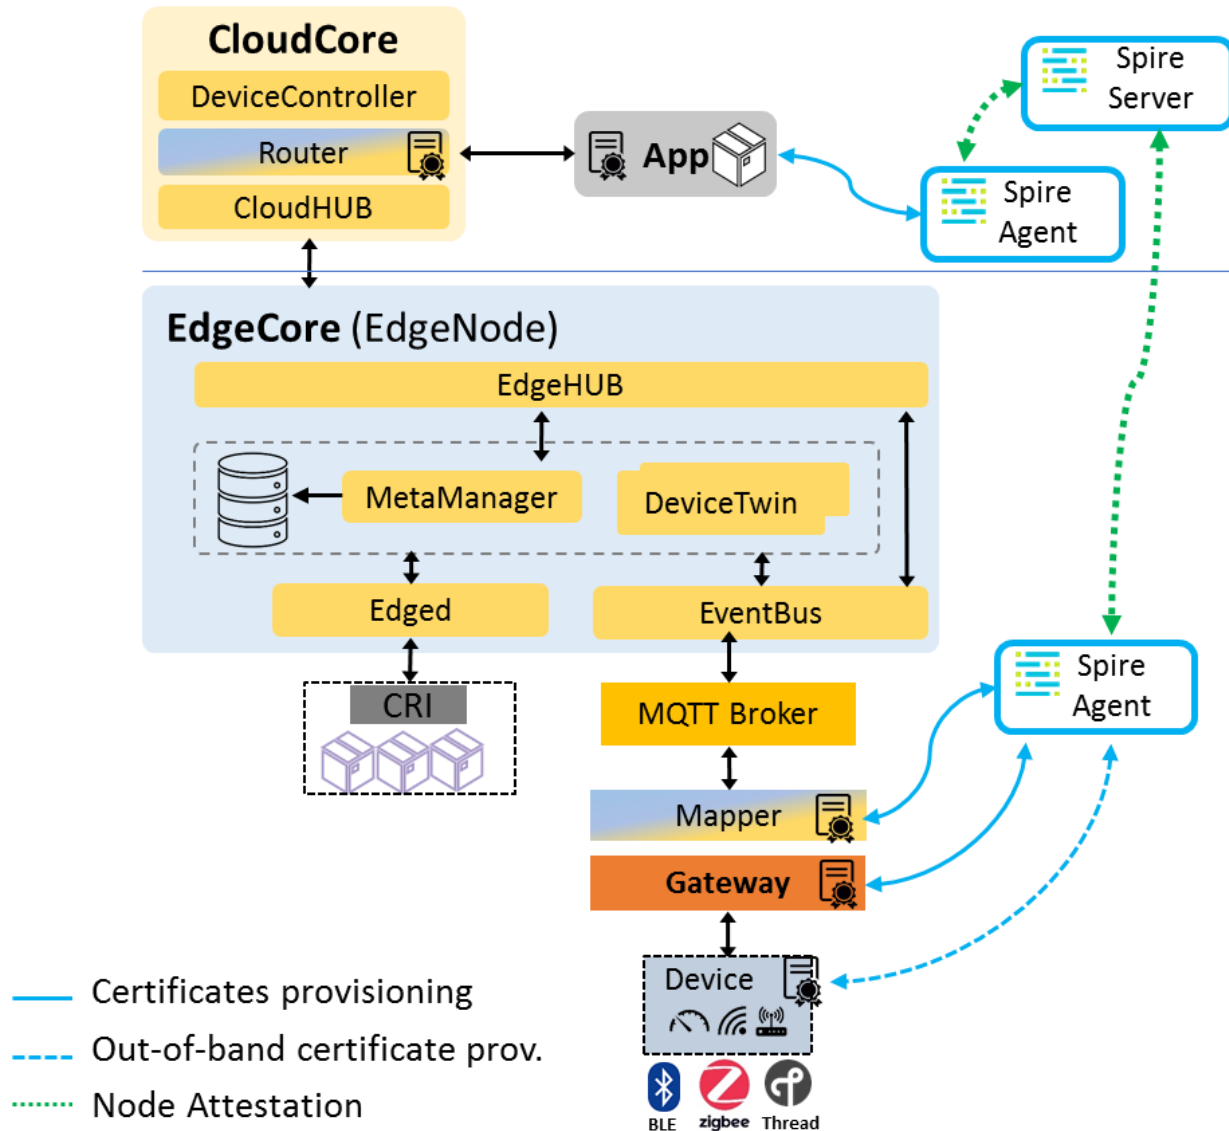 CloudCore
DeviceController
Router
CloudHUB
App
Spire
Server
Spire
Agent
EdgeCore (EdgeNode)
EdgeHUB
MetaManager
DeviceTwin
Edged
EventBus
CRI
MQTT Broker
Spire
Agent
Mapper
Gateway
Device
BLE
zigbee
Thread
Certificates provisioning
Out-of-band certificate prov.
Node Attestation